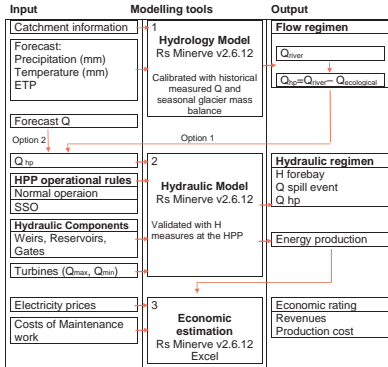 Input
Modelling tools
Output
Catchment information
Forecast:
Precipitation (mm)
Temperature (mm)
ETP
Forecast Q
Option 2
Option 1
1
Hydrology Model
Rs Minerve v2.6.12
Calibrated with historical
measured Q and
seasonal glacier mass
balance
Flow regimen
Qriver
Qhp=Qriver– Qecological
Q hp
HPP operational rules
Normal operaion
SSO
Hydraulic Components
Weirs, Reservoirs,
Gates
Turbines (Qmax, Qmin)
2
Hydraulic Model
Rs Minerve v2.6.12
Validated with H
measures at the HPP
Hydraulic regimen
H forebay
Q spill event
Q hp
Energy production
Electricity prices
Costs of Maintenance
work
3
Economic
estimation
Rs Minerve v2.6.12
Excel
Economic rating
Revenues
Production cost